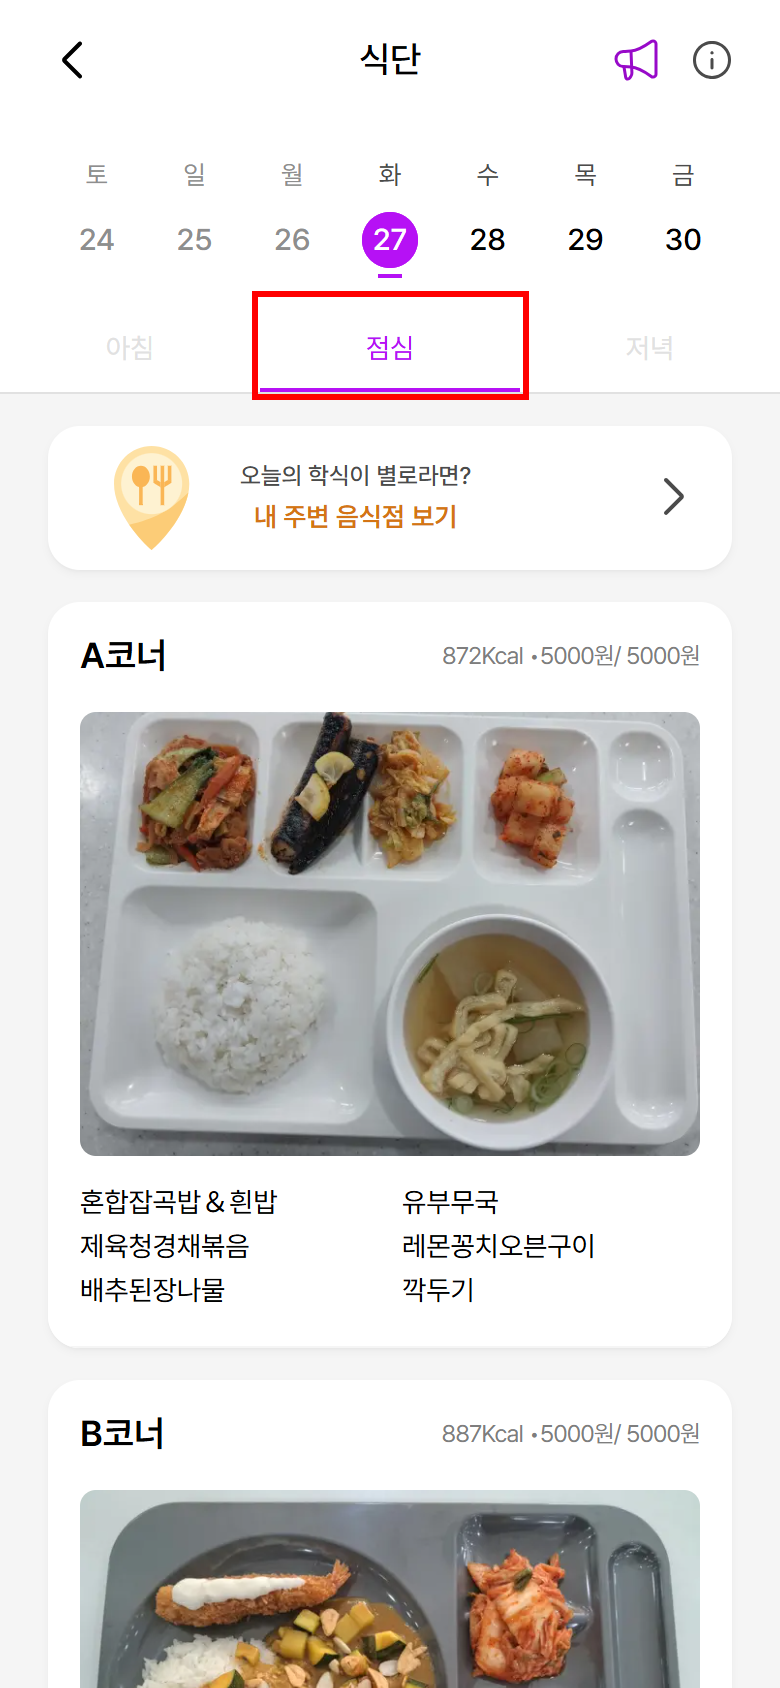 식단
토 일 월 화 수 목 금
24 25 26 27 28 29 30
아침 점심 저녁
오늘의 학식이 별로라면?
내 주변 음식점 보기
A코너 872Kcal •5000원/ 5000원
혼합잡곡밥 & 흰밥 유부무국
제육청경채볶음 레몬꽁치오븐구이
배추된장나물 깍두기
B코너 887Kcal •5000원/ 5000원